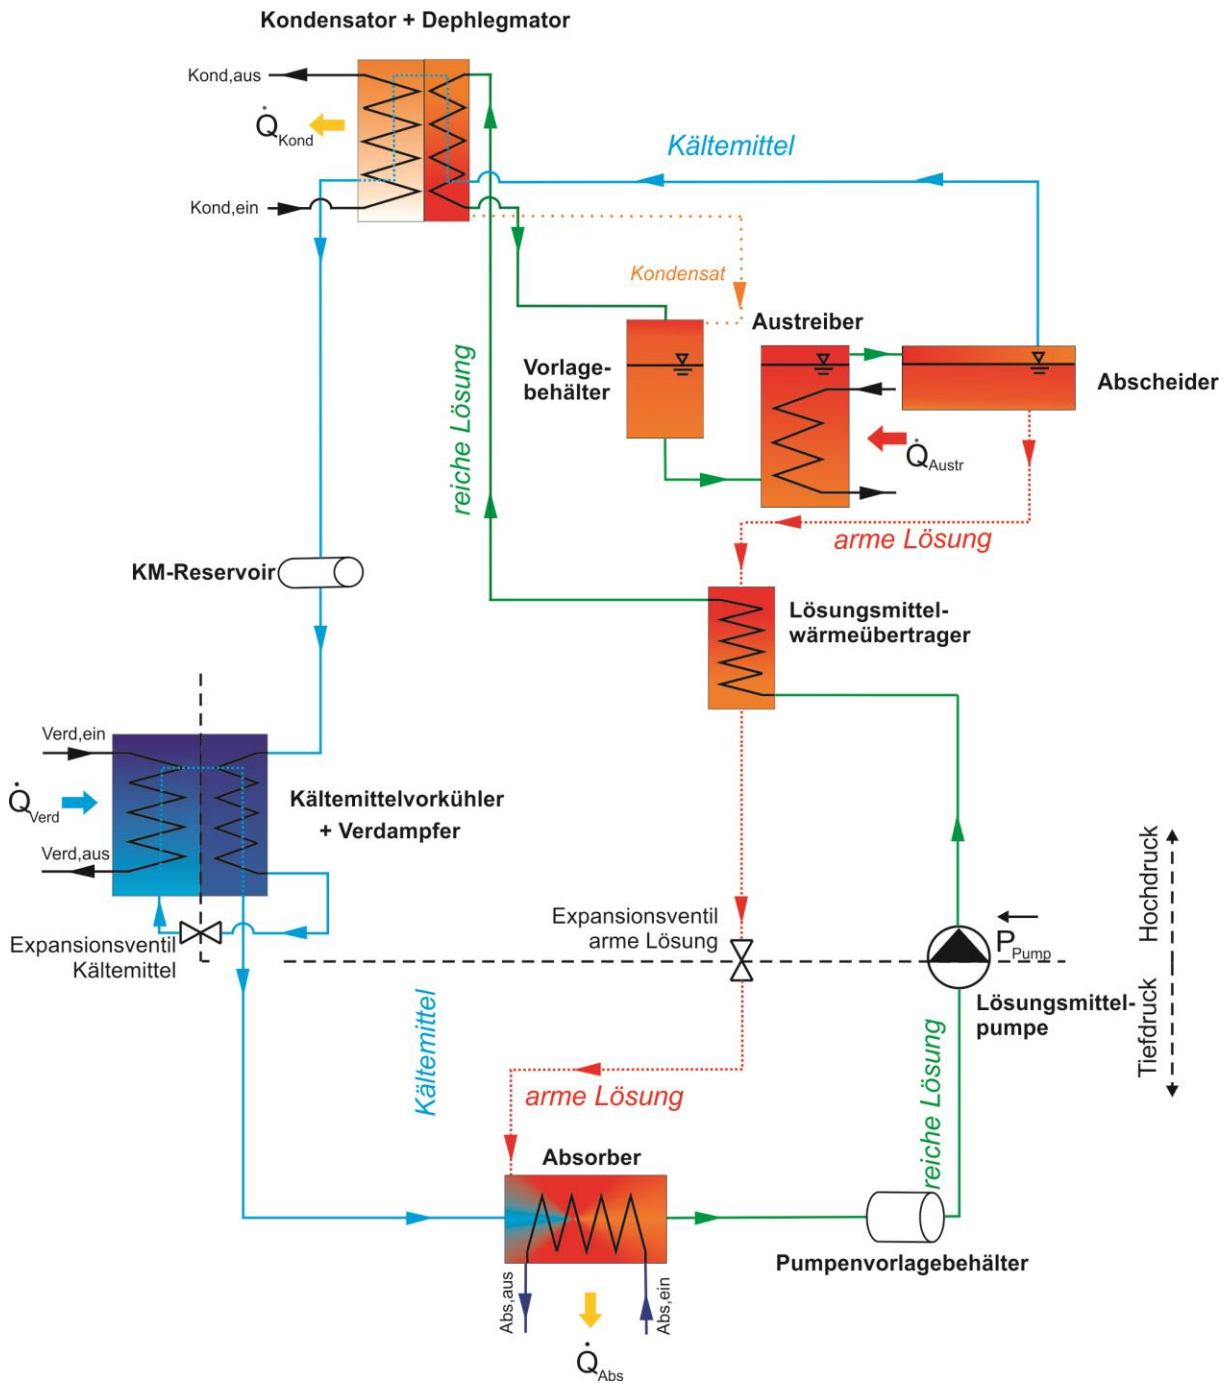 Kondensator + Dephlegmator
Kond,aus
Q̇Kond
Kond,ein
Kältemittel
Kondensat
Austreiber
Vorlage-
behälter
Abscheider
reiche Lösung
Q̇Austr
arme Lösung
KM-Reservoir
Lösungsmittel-
wärmeübertrager
Verd,ein
Q̇Verd
Verd,aus
Kältemittelvorkühler
+ Verdampfer
Expansionsventil
Kältemittel
Expansionsventil
arme Lösung
PPump
Hochdruck
Tiefdruck
Lösungsmittel-
pumpe
Kältemittel
arme Lösung
reiche Lösung
Absorber
Pumpenvorlagebehälter
Abs,aus
Abs,ein
Q̇Abs